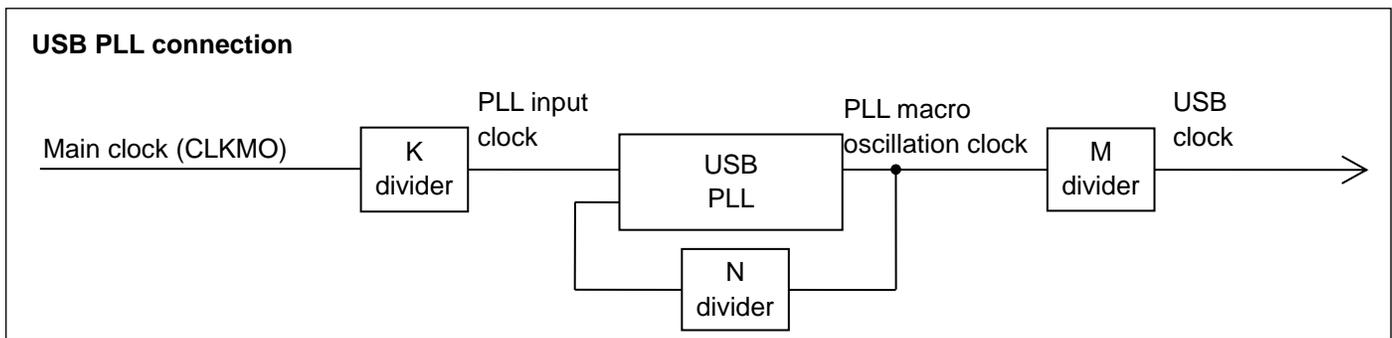 USB PLL connection
Main clock (CLKMO)
K
divider
PLL input
clock
USB
PLL
N
divider
PLL macro
oscillation clock
M
divider
USB
clock